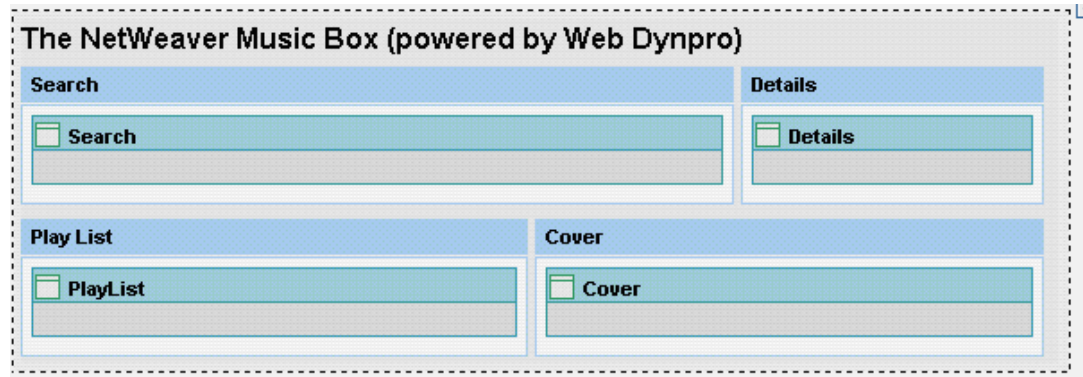 The NetWeaver Music Box (powered by Web Dynpro)
Search
Details
Search
Details
Play List
Cover
PlayList
Cover